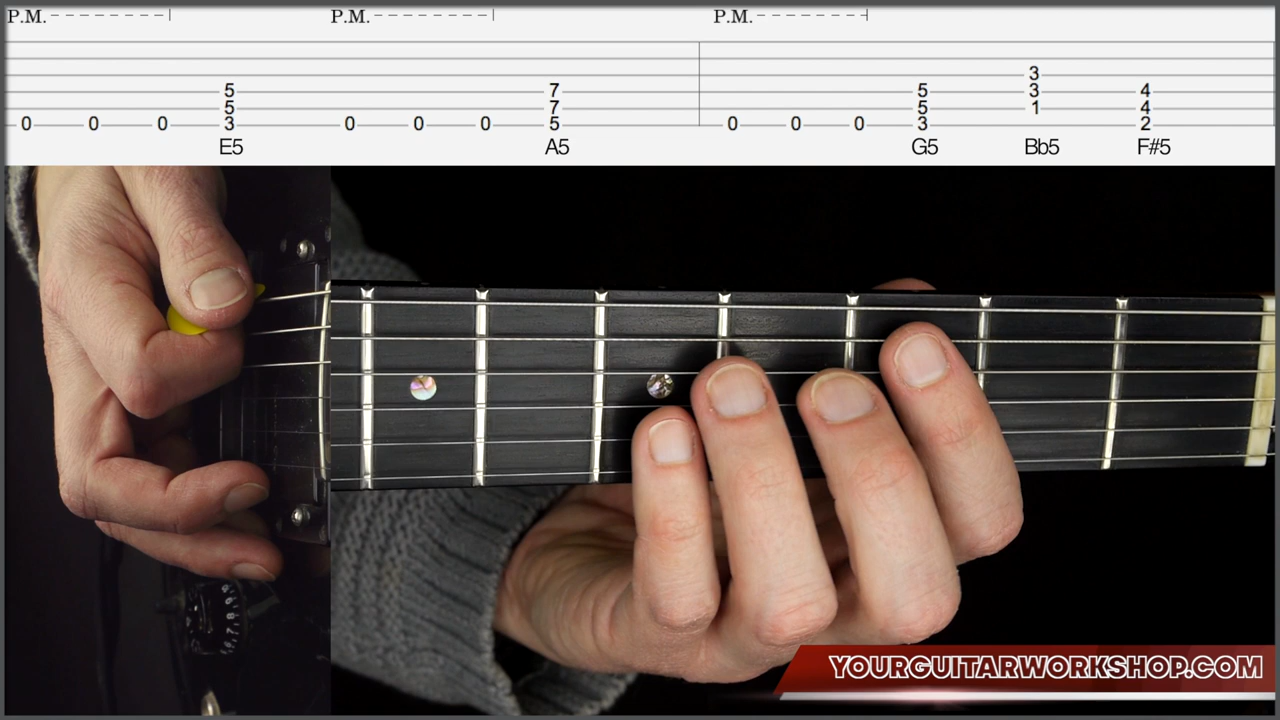 P.M. P.M. P.M.
3
5 7 5 3 4
5 7 5 1 4
0 0 0 3 0 0 0 5 0 0 0 3 2
E5 A5 G5 Bb5 F#5
YOURGUITARWORKSHOP.COM